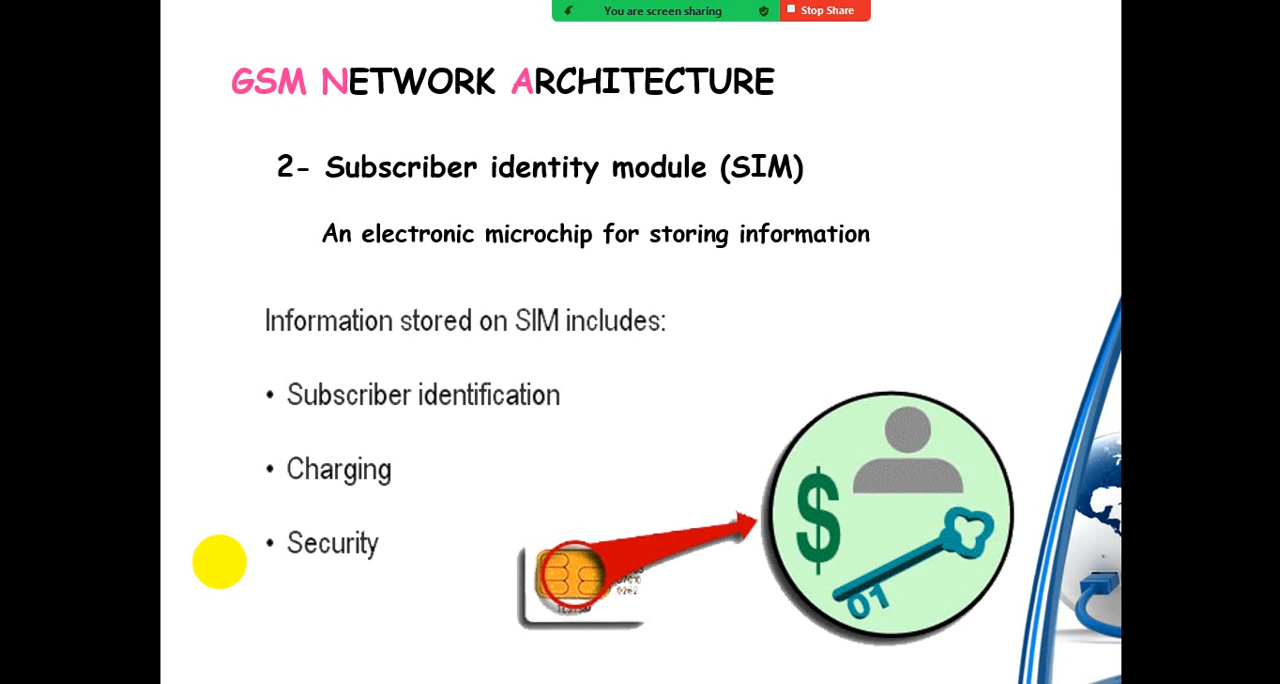 You are screen sharing
Stop Share
GSM NETWORK ARCHITECTURE
2- Subscriber identity module (SIM)
An electronic microchip for storing information
Information stored on SIM includes:
• Subscriber identification
• Charging
• Security
$
01